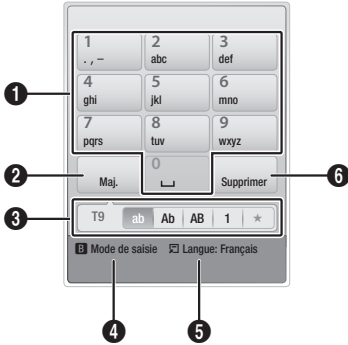 1 2 3
. , – abc def
4 5 6
ghi jkl mno
7 8 9
pqrs tuv wxyz
0
Maj. Supprimer
T9 ab Ab AB 1 ★
B Mode de saisie Langue: Français
1
2
3
4
5
6